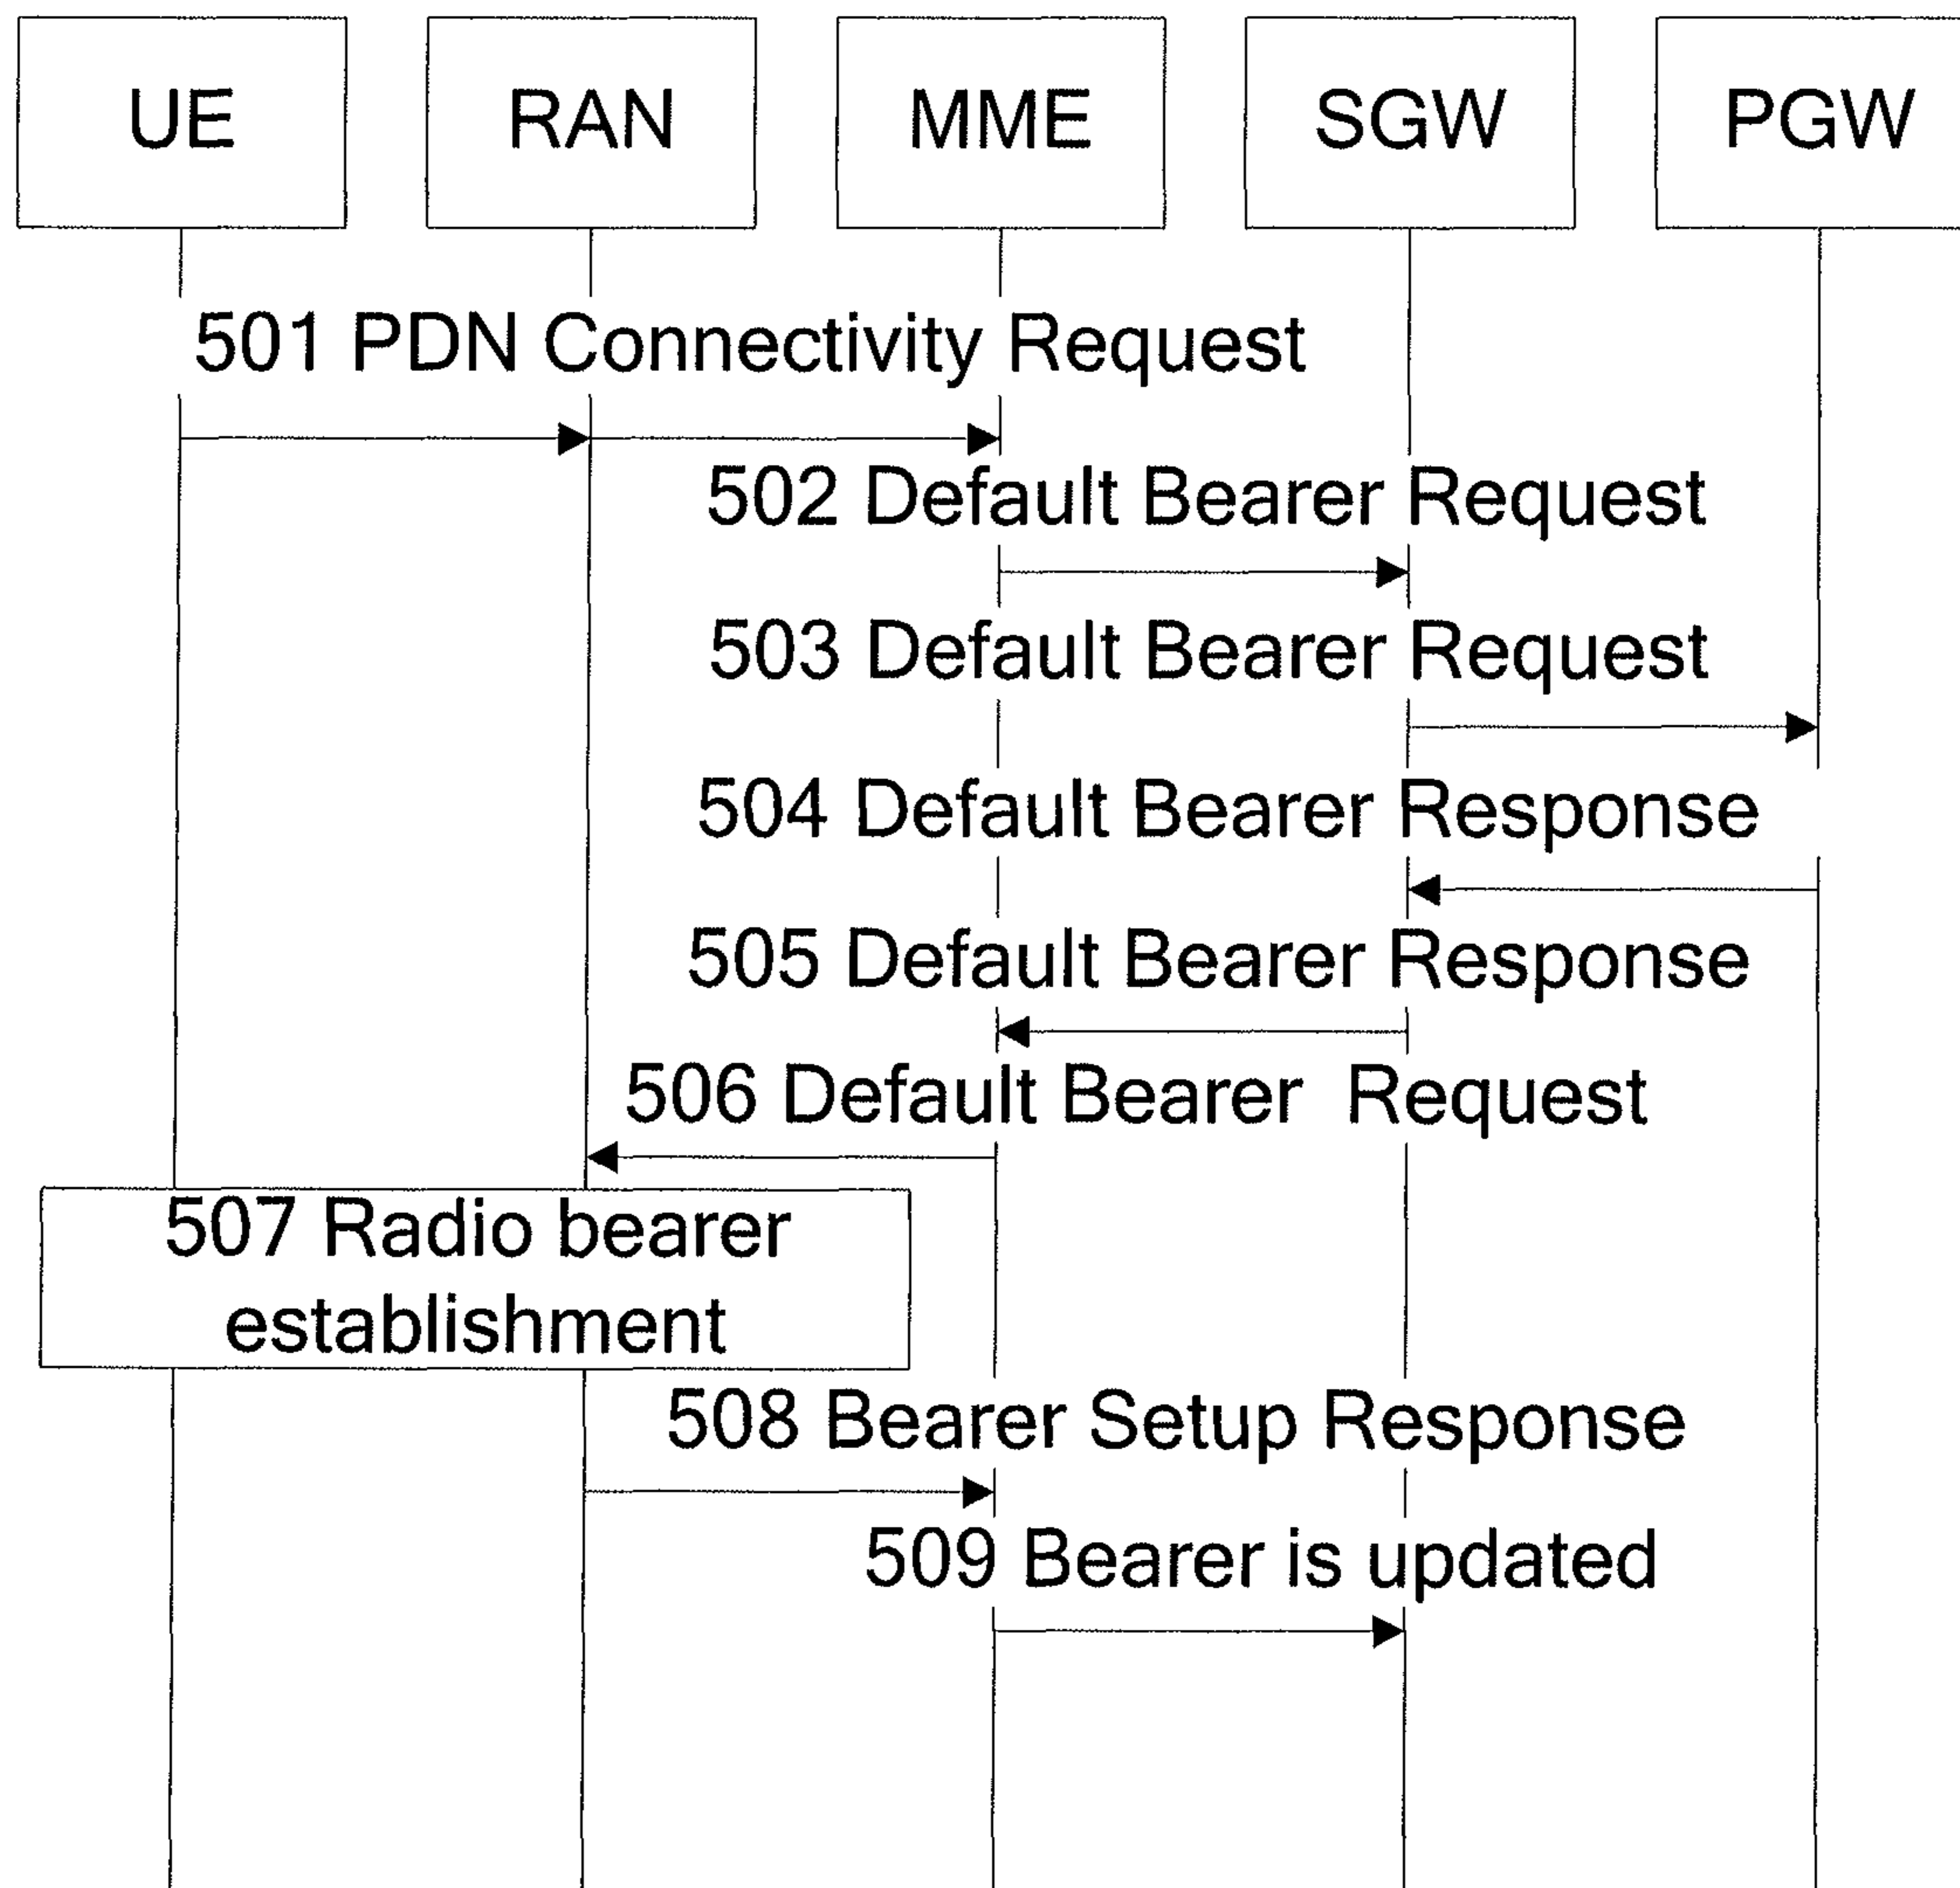 UE
RAN
MME
SGW
PGW
501 PDN Connectivity Request
502 Default Bearer Request
503 Default Bearer Request
504 Default Bearer Response
505 Default Bearer Response
506 Default Bearer Request
507 Radio bearer
establishment
508 Bearer Setup Response
509 Bearer is updated